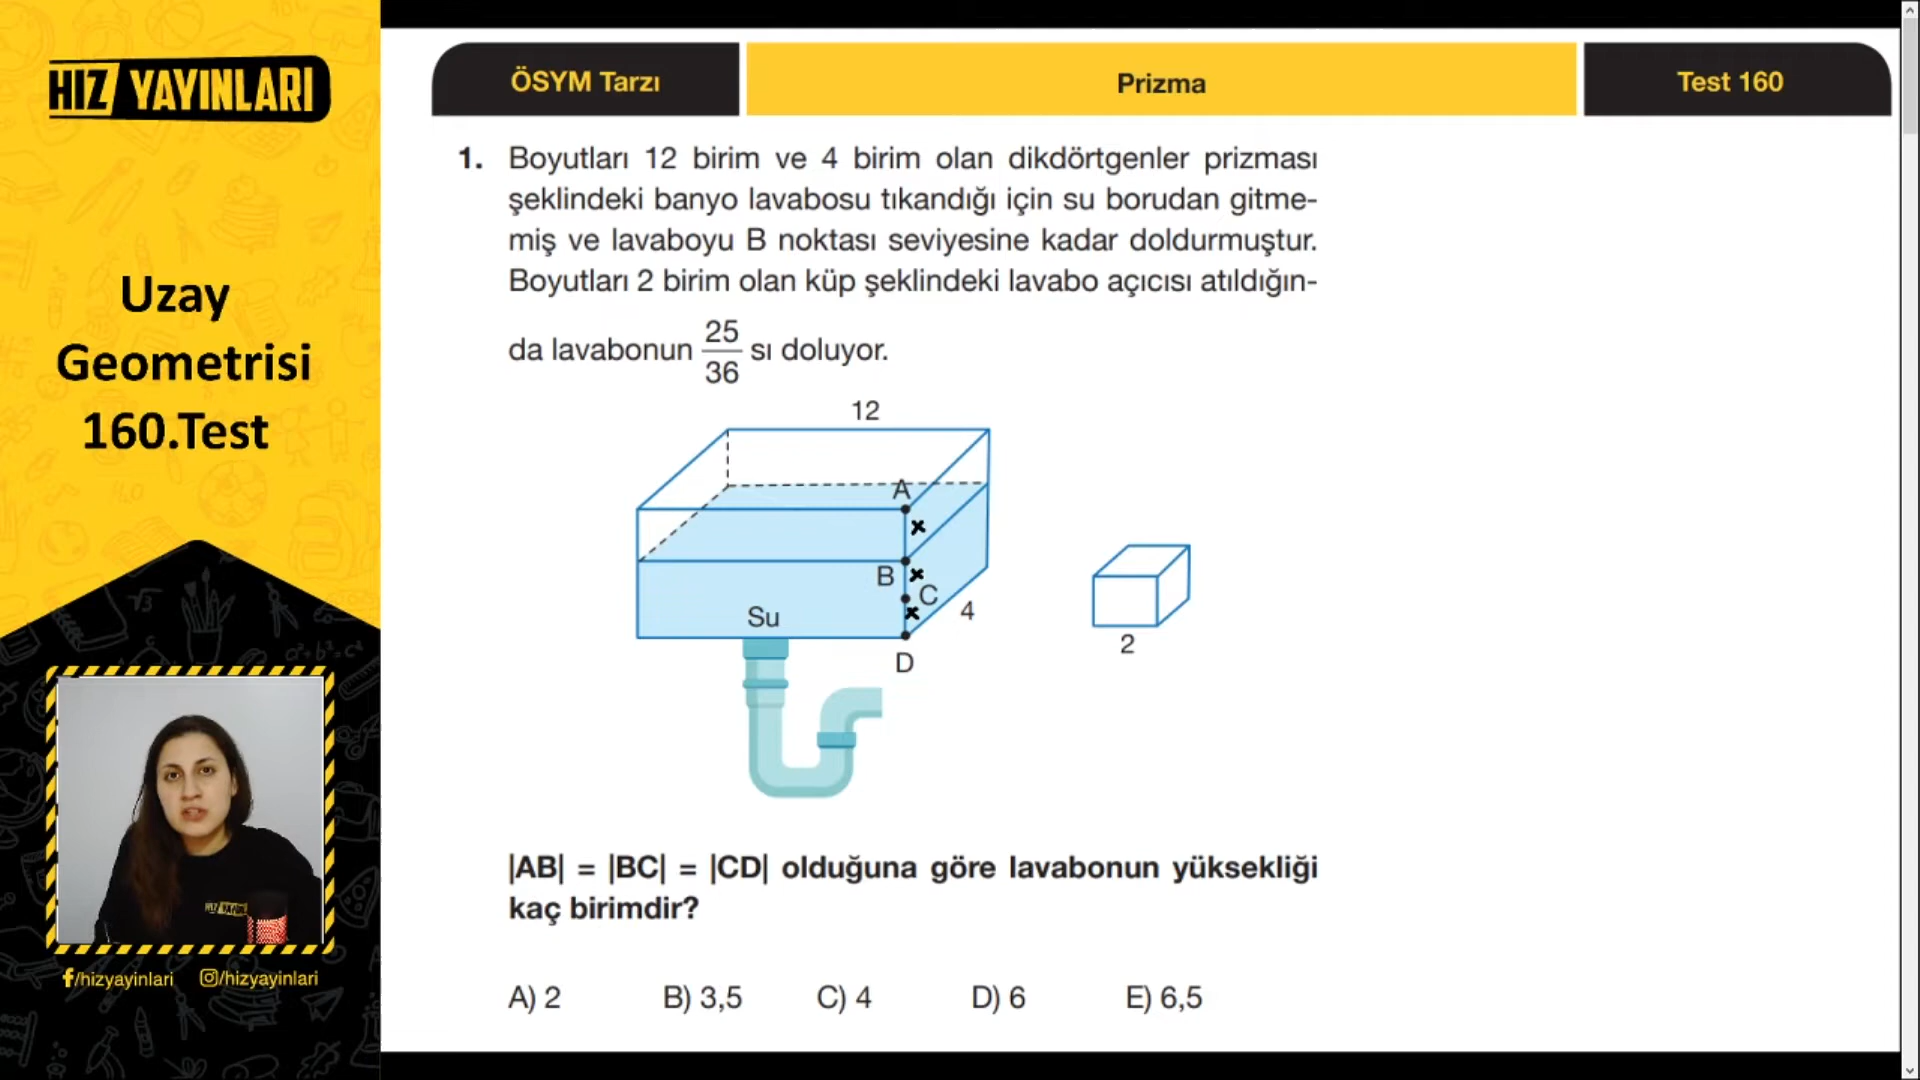 HIZ YAYINLARI
Uzay
Geometrisi
160.Test
/hizyayinlari /hizyayinlari
ÖSYM Tarzı
Prizma
Test 160
1. Boyutları 12 birim ve 4 birim olan dikdörtgenler prizması
şeklindeki banyo lavabosu tıkandığı için su borudan gitme-
miş ve lavaboyu B noktası seviyesine kadar doldurmuştur.
Boyutları 2 birim olan küp şeklindeki lavabo açıcısı atıldığın-
da lavabonun 25/36 sı doluyor.
12
A
x
B x
C
x
4
Su
D
2
|AB| = |BC| = |CD| olduğuna göre lavabonun yüksekliği
kaç birimdir?
A) 2 B) 3,5 C) 4 D) 6 E) 6,5